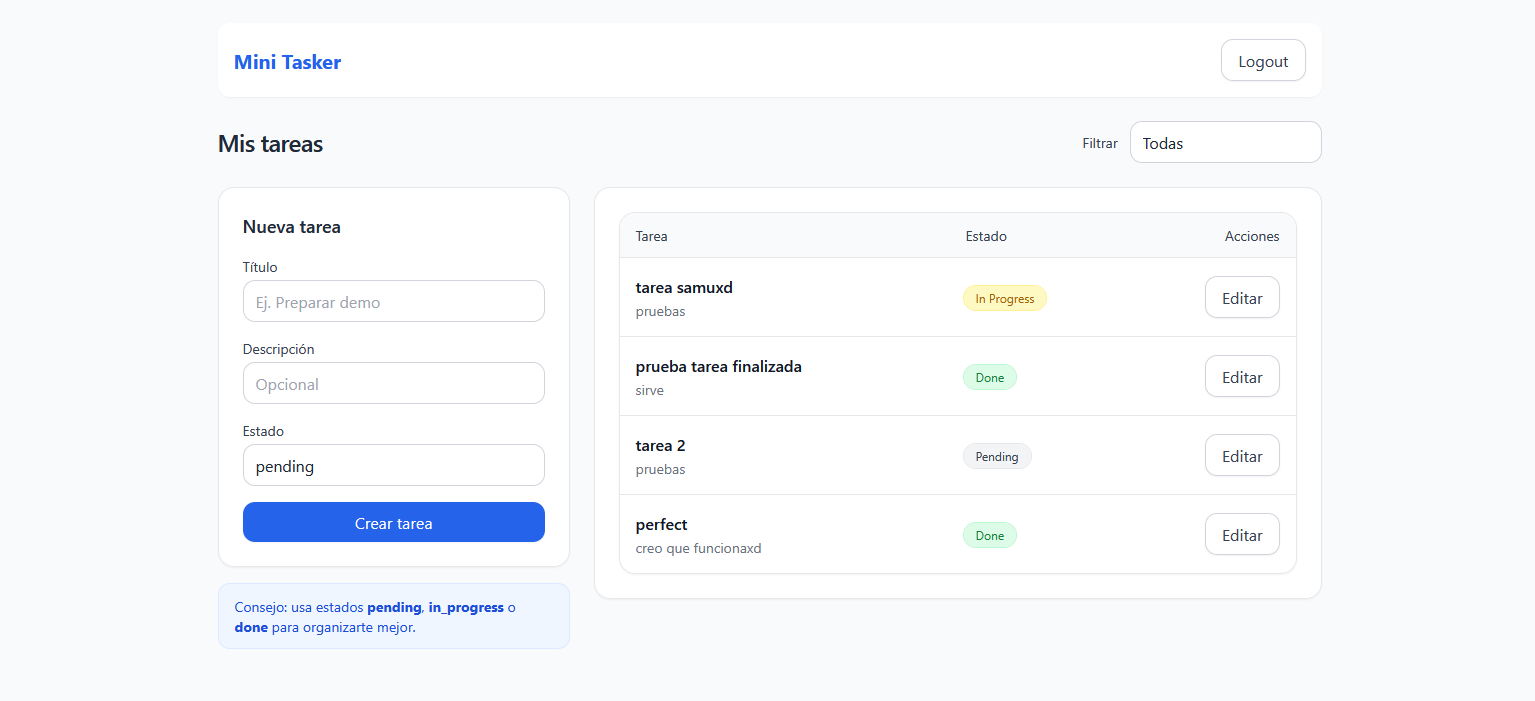 Mini Tasker
Logout
Mis tareas
Filtrar
Todas
Nueva tarea
Título
Ej. Preparar demo
Descripción
Opcional
Estado
pending
Crear tarea
Consejo: usa estados pending, in_progress o
done para organizarte mejor.
Tarea Estado Acciones
tarea samuxd
pruebas
In Progress
Editar
prueba tarea finalizada
sirve
Done
Editar
tarea 2
pruebas
Pending
Editar
perfect
creo que funcionaxd
Done
Editar